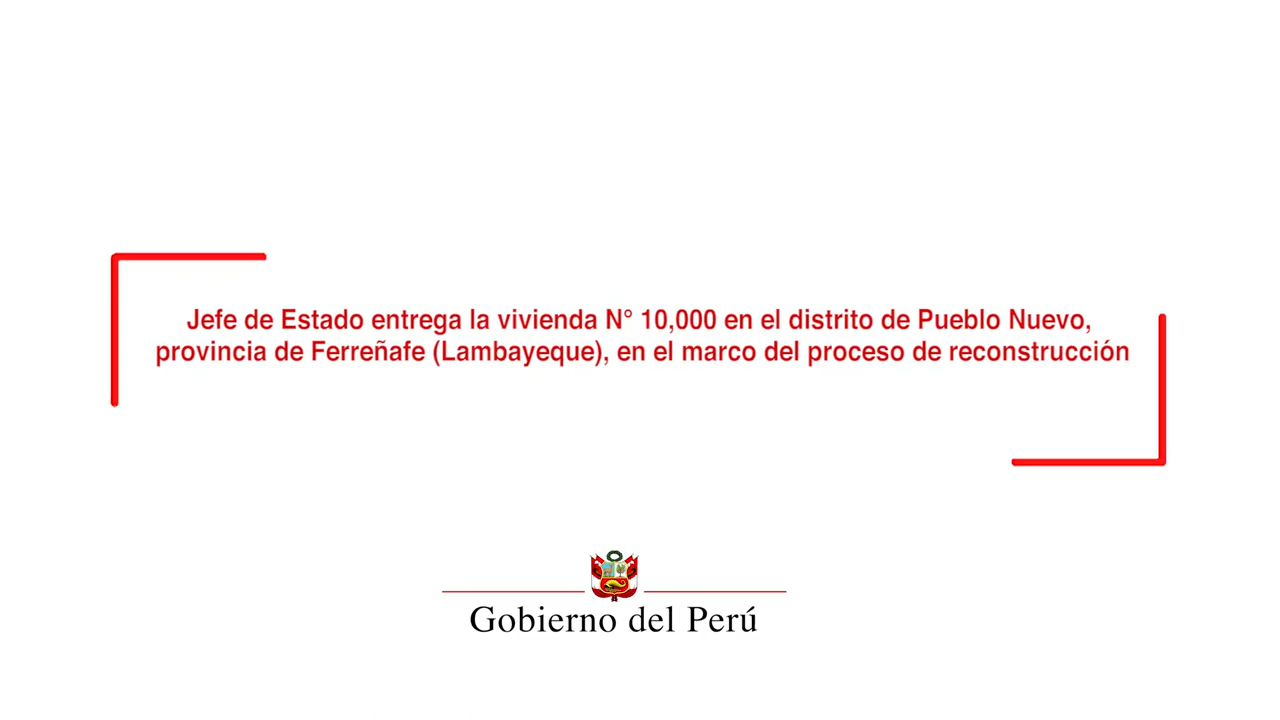 Jefe de Estado entrega la vivienda N° 10,000 en el distrito de Pueblo Nuevo,
provincia de Ferreñafe (Lambayeque), en el marco del proceso de reconstrucción
Gobierno del Perú